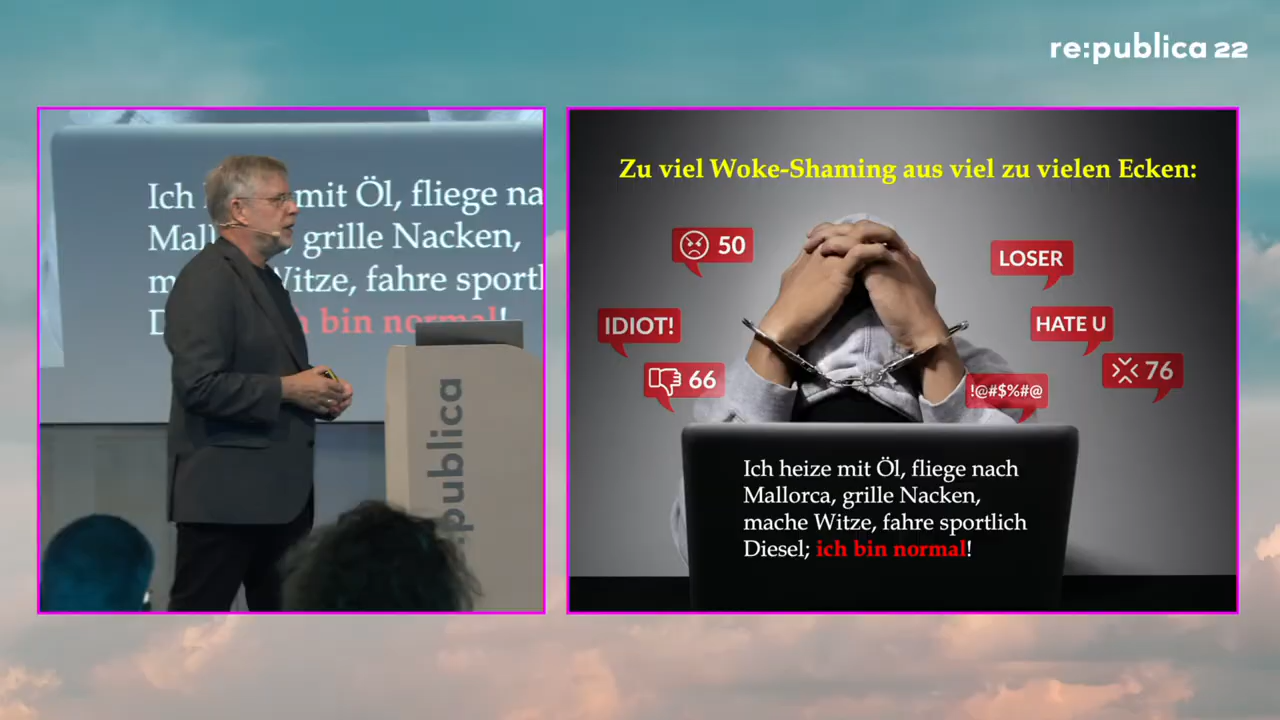 re:publica 22
Ich mit Öl, fliege na
Mal grille Nacken,
m Witze, fahre sportl
D h bin normal!
:publica
Zu viel Woke-Shaming aus viel zu vielen Ecken:
50
LOSER
IDIOT!
HATE U
66
76
!@#$%#@
Ich heize mit Öl, fliege nach
Mallorca, grille Nacken,
mache Witze, fahre sportlich
Diesel; ich bin normal!